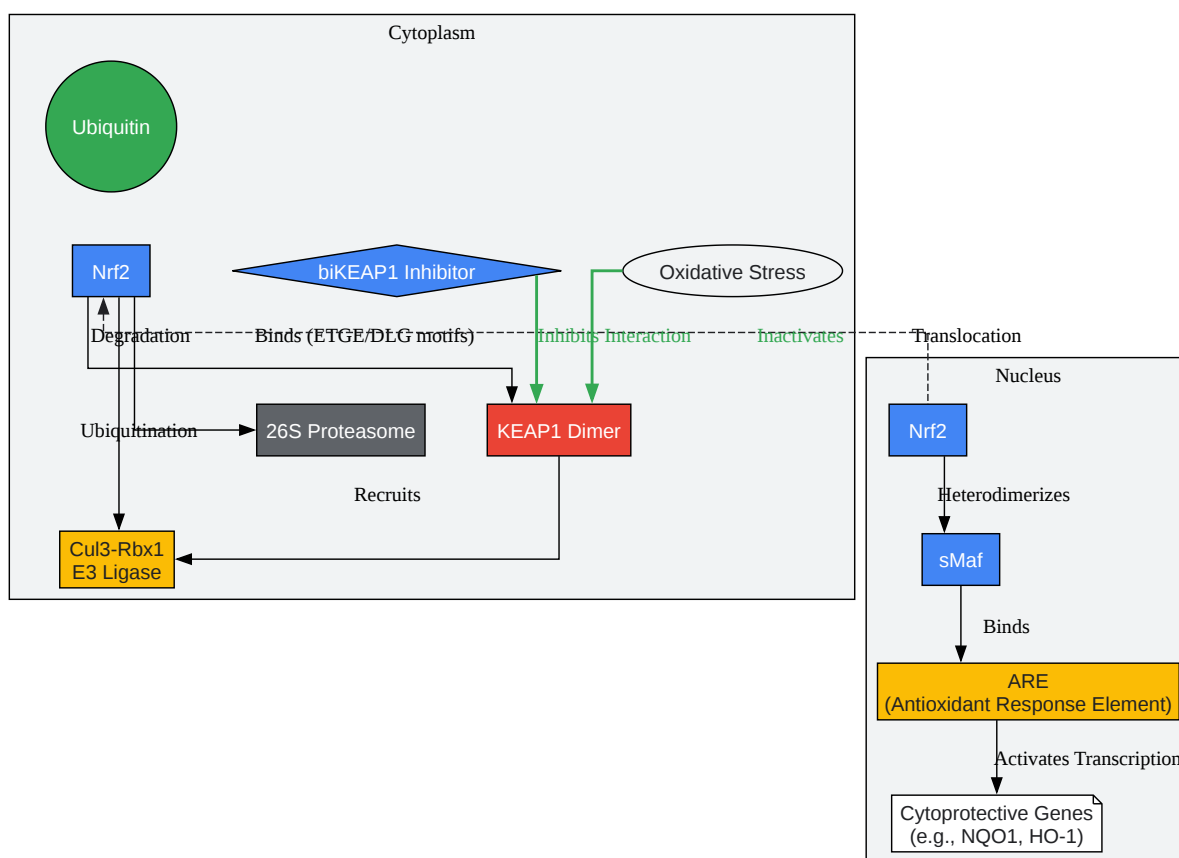 Cytoplasm
Ubiquitin
Nrf2
biKEAP1 Inhibitor
Oxidative Stress
Degradation
Binds (ETGE/DLG motifs)
Inhibits Interaction
Inactivates
Translocation
Nucleus
Ubiquitination
26S Proteasome
KEAP1 Dimer
Nrf2
Recruits
Heterodimerizes
Cul3-Rbx1
E3 Ligase
sMaf
Binds
ARE
(Antioxidant Response Element)
Activates Transcription
Cytoprotective Genes
(e.g., NQO1, HO-1)